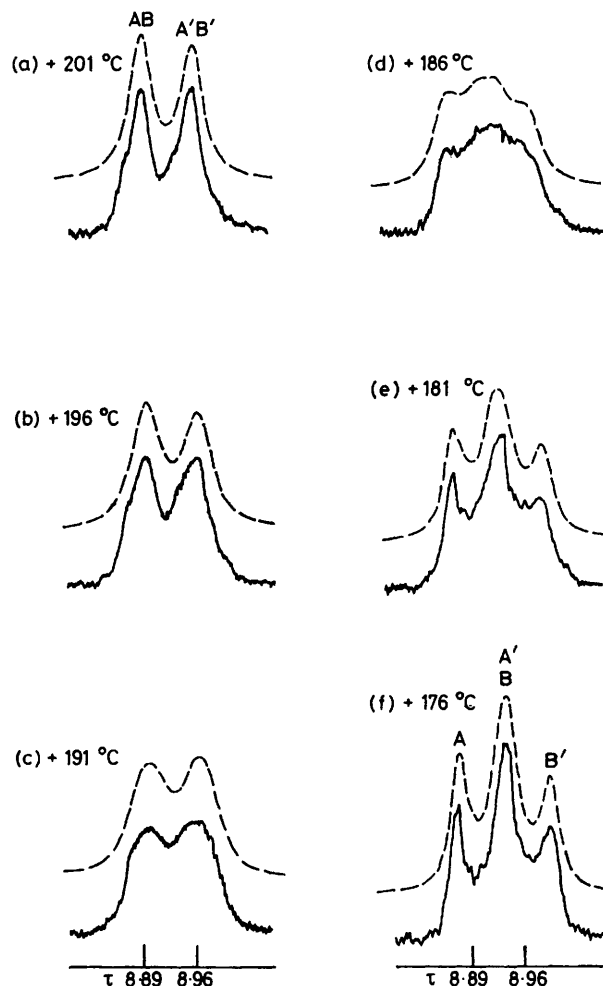 AB A′B′
(a) + 201 °C
(b) + 196 °C
(c) + 191 °C
τ 8·89 8·96
(d) + 186 °C
(e) + 181 °C
A′
B
(f) + 176 °C
A
B′
τ 8·89 8·96